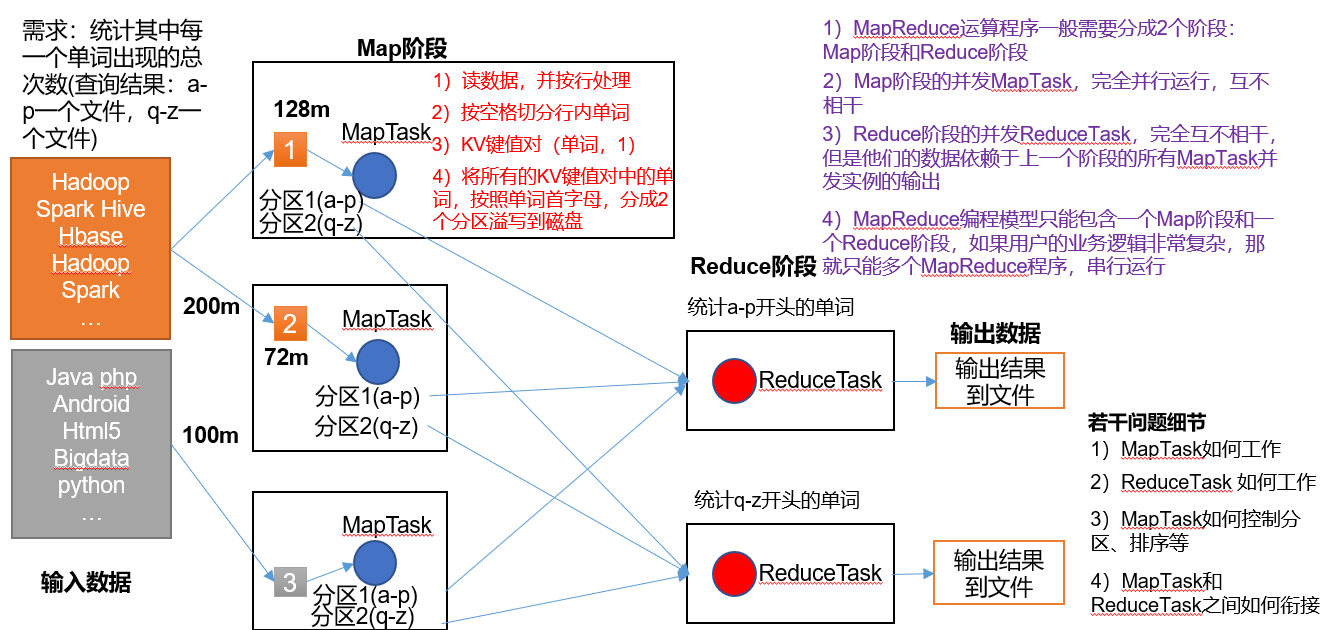 需求：统计其中每
一个单词出现的总
次数(查询结果：a-
p一个文件，q-z一
个文件)
Hadoop
Spark Hive
Hbase
Hadoop
Spark
…
200m
Java php
Android
Html5
Bigdata
python
…
100m
输入数据
Map阶段
128m
1
MapTask
分区1(a-p)
分区2(q-z)
1）读数据，并按行处理
2）按空格切分行内单词
3）KV键值对（单词，1）
4）将所有的KV键值对中的单
词，按照单词首字母，分成2
个分区溢写到磁盘
2
72m
MapTask
分区1(a-p)
分区2(q-z)
3
MapTask
分区1(a-p)
分区2(q-z)
1）MapReduce运算程序一般需要分成2个阶段：
Map阶段和Reduce阶段
2）Map阶段的并发MapTask，完全并行运行，互不
相干
3）Reduce阶段的并发ReduceTask，完全互不相干，
但是他们的数据依赖于上一个阶段的所有MapTask并
发实例的输出
4）MapReduce编程模型只能包含一个Map阶段和一
个Reduce阶段，如果用户的业务逻辑非常复杂，那
就只能多个MapReduce程序，串行运行
Reduce阶段
统计a-p开头的单词
ReduceTask
统计q-z开头的单词
ReduceTask
输出数据
输出结果
到文件
输出结果
到文件
若干问题细节
1）MapTask如何工作
2）ReduceTask 如何工作
3）MapTask如何控制分
区、排序等
4）MapTask和
ReduceTask之间如何衔接